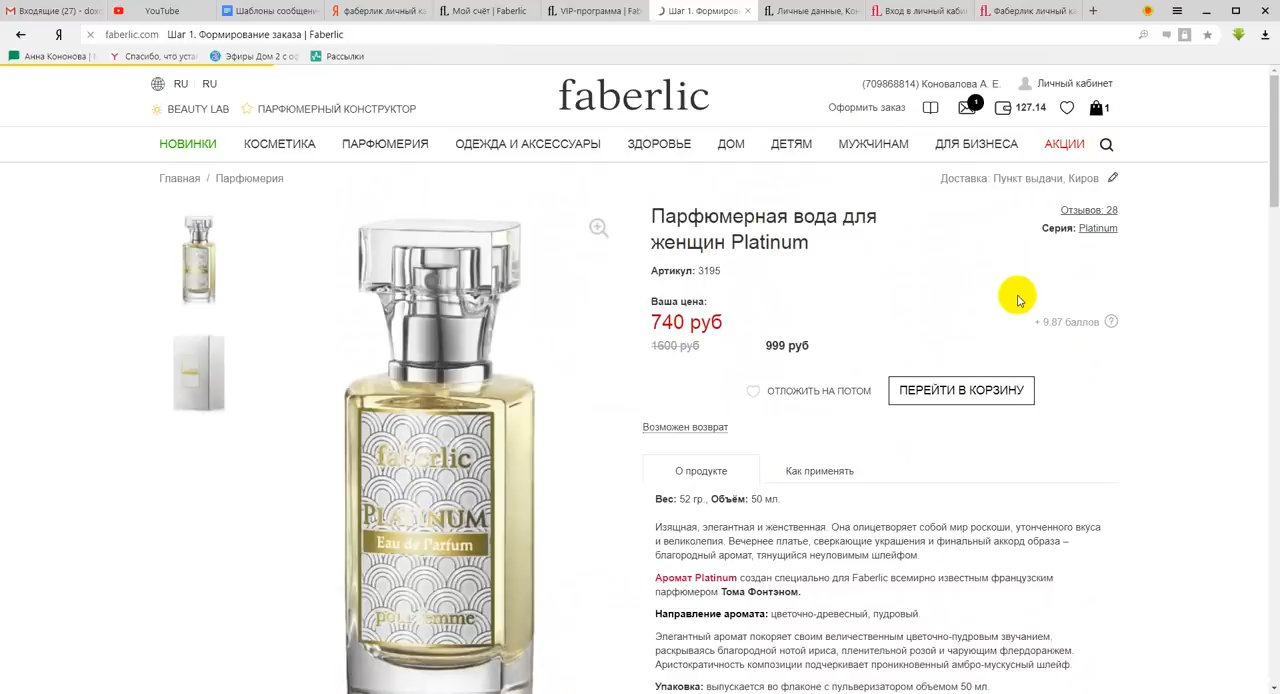 Входящие (27) - dox
YouTube
Шаблоны сообщен
фаберлик личный ка
Мой счёт | Faberlic
VIP-программа | Fab
Шаг 1. Формирован
Личные данные, Кон
Вход в личный каби
Фаберлик личный ка
faberlic.com Шаг 1. Формирование заказа | Faberlic
Анна Кононова | F
Спасибо, что уста
Эфиры Дом 2 с оф
Рассылки
RU RU
faberlic
(709868814) Коновалова А. Е. Личный кабинет
BEAUTY LAB ПАРФЮМЕРНЫЙ КОНСТРУКТОР
Оформить заказ 1 127.14 1
НОВИНКИ КОСМЕТИКА ПАРФЮМЕРИЯ ОДЕЖДА И АКСЕССУАРЫ ЗДОРОВЬЕ ДОМ ДЕТЯМ МУЖЧИНАМ ДЛЯ БИЗНЕСА АКЦИИ
Главная / Парфюмерия
Доставка: Пункт выдачи, Киров
Парфюмерная вода для
женщин Platinum
Отзывов: 28
Серия: Platinum
Артикул: 3195
Ваша цена:
740 руб
+ 9.87 баллов ?
1600 руб 999 руб
ОТЛОЖИТЬ НА ПОТОМ ПЕРЕЙТИ В КОРЗИНУ
Возможен возврат
О продукте Как применять
Вес: 52 гр., Объём: 50 мл.
Изящная, элегантная и женственная. Она олицетворяет собой мир роскоши, утонченного вкуса
и великолепия. Вечернее платье, сверкающие украшения и финальный аккорд образа –
благородный аромат, тянущийся неуловимым шлейфом.
Аромат Platinum создан специально для Faberlic всемирно известным французским
парфюмером Тома Фонтэном.
Направление аромата: цветочно-древесный, пудровый.
Элегантный аромат покоряет своим величественным цветочно-пудровым звучанием,
раскрываясь благородной нотой ириса, пленительной розой и чарующим флердоранжем.
Аристократичность композиции подчеркивает проникновенный амбро-мускусный шлейф.
Упаковка: выпускается во флаконе с пульверизатором объемом 50 мл.
faberlic
PLATINUM
Eau de Parfum
pour femme